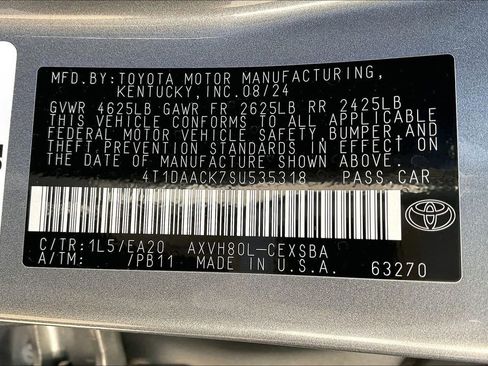 MFD.BY:TOYOTA MOTOR MANUFACTURING,
KENTUCKY,INC.08/24
GVWR 4625LB GAWR FR 2625LB RR 2425LB
THIS VEHICLE CONFORMS TO ALL APPLICABLE
FEDERAL MOTOR VEHICLE SAFETY,BUMPER,AND
THEFT PREVENTION STANDARDS IN EFFECT ON
THE DATE OF MANUFACTURE SHOWN ABOVE.
4T1DAACK7SU535318 PASS.CAR
C/TR:1L5/EA20 AXVH80L-CEXSBA
A/TM: /PB11 MADE IN U.S.A. 63270